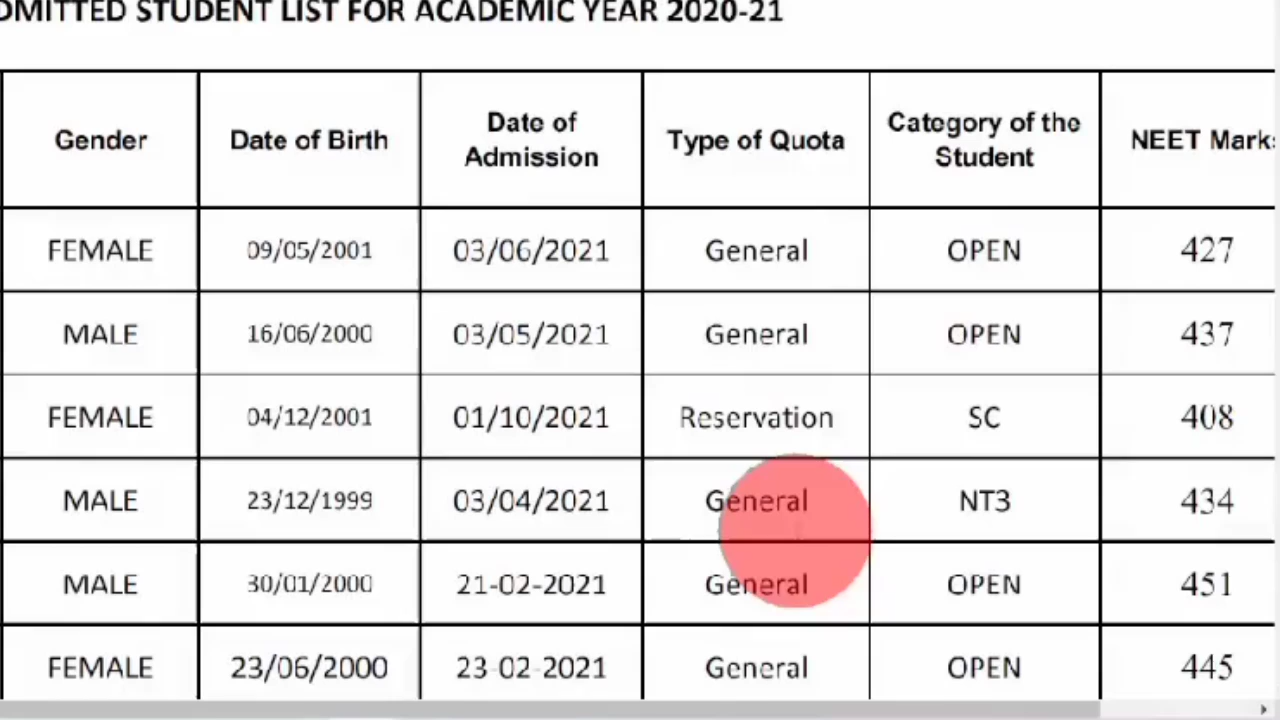 DMITTED STUDENT LIST FOR ACADEMIC YEAR 2020-21
Gender Date of Birth Date of Admission Type of Quota Category of the Student NEET Marks
FEMALE 09/05/2001 03/06/2021 General OPEN 427
MALE 16/06/2000 03/05/2021 General OPEN 437
FEMALE 04/12/2001 01/10/2021 Reservation SC 408
MALE 23/12/1999 03/04/2021 General NT3 434
MALE 30/01/2000 21-02-2021 General OPEN 451
FEMALE 23/06/2000 23-02-2021 General OPEN 445